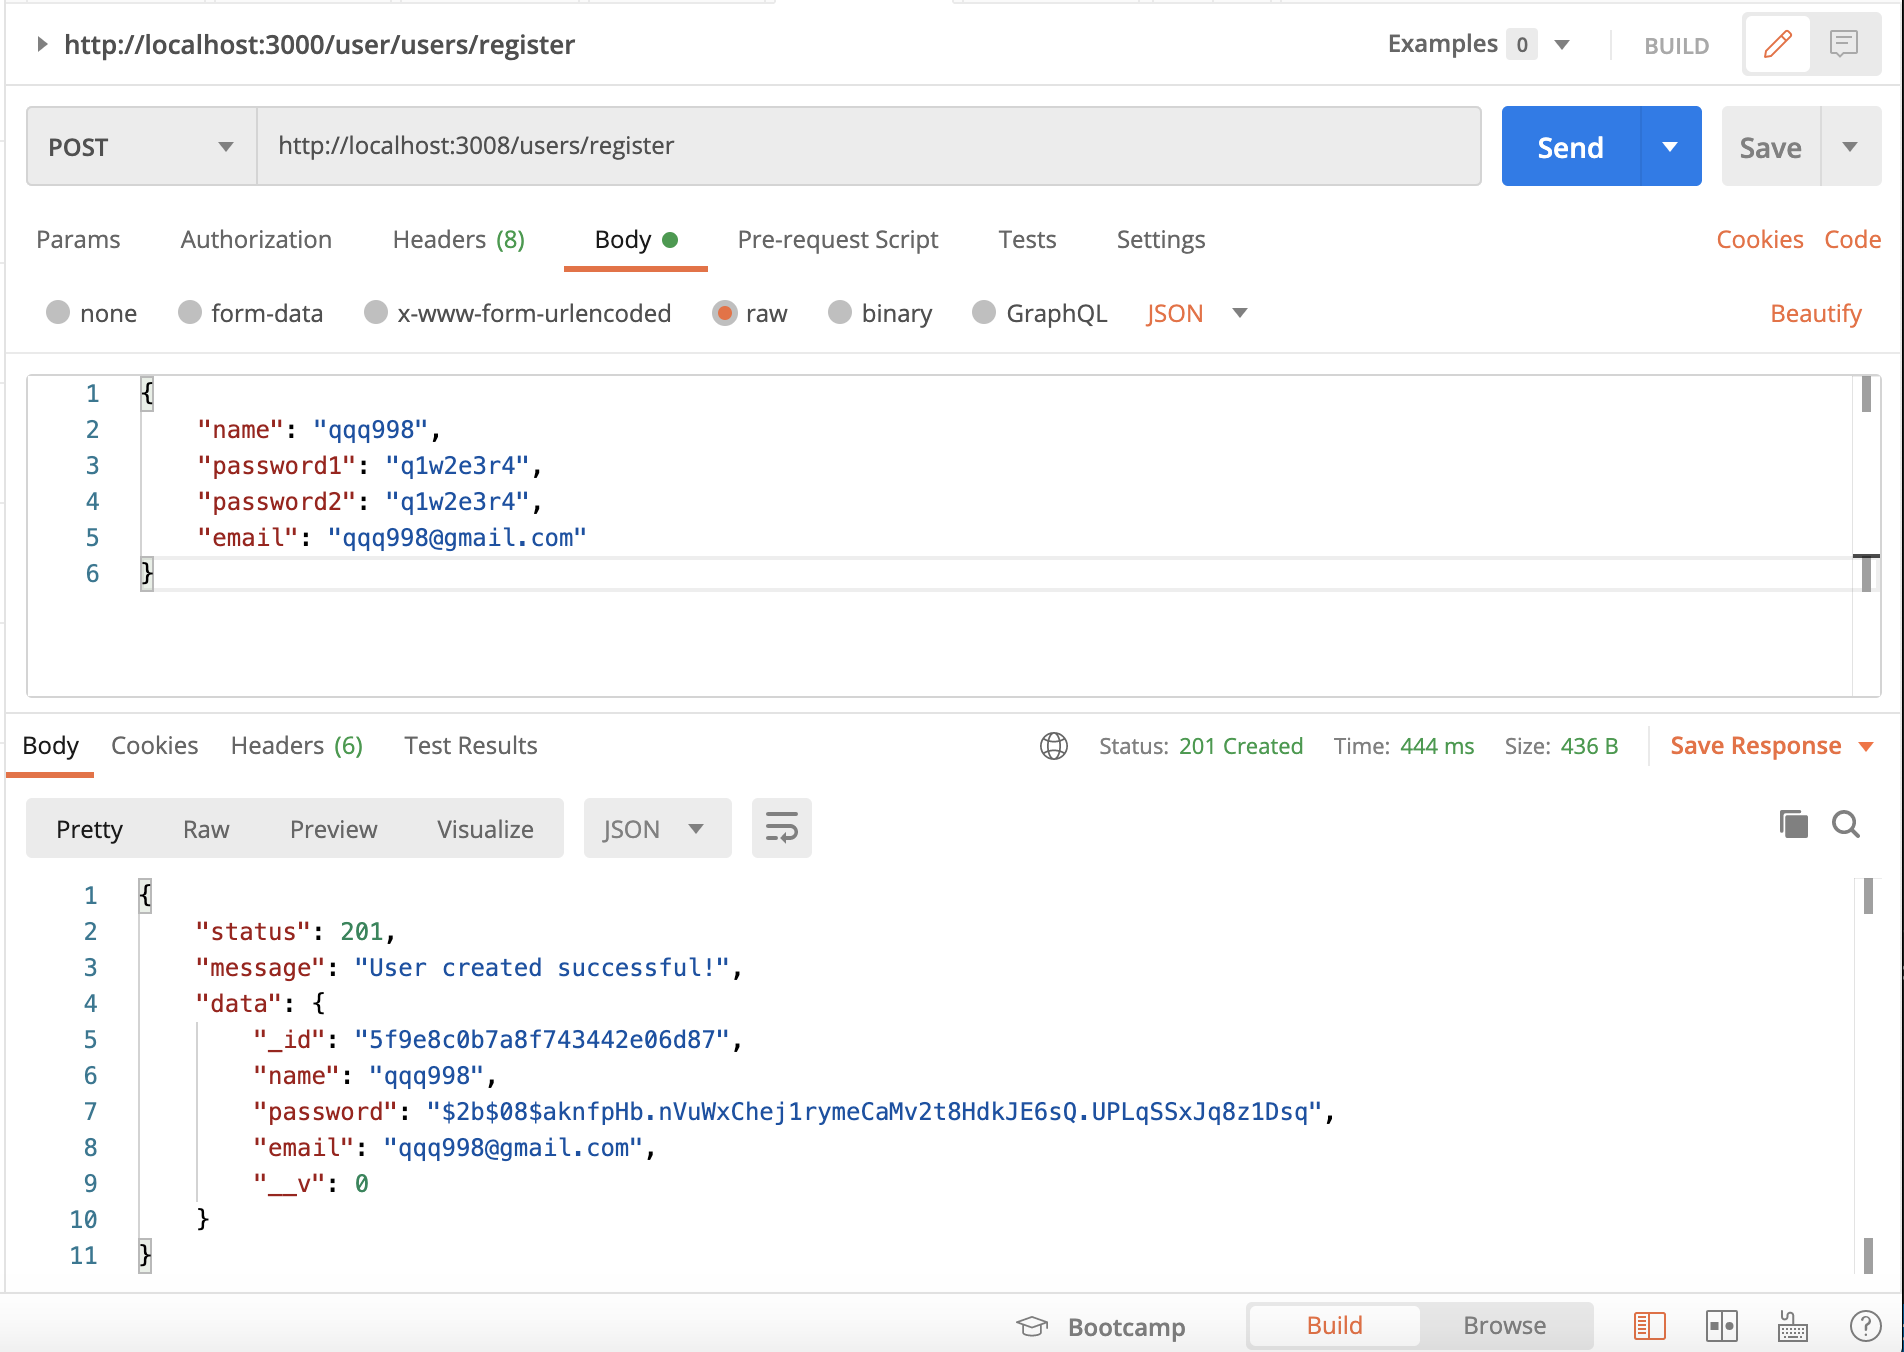 http://localhost:3000/user/users/register Examples 0 BUILD
POST http://localhost:3008/users/register Send Save
Params Authorization Headers (8) Body Pre-request Script Tests Settings Cookies Code
none form-data x-www-form-urlencoded raw binary GraphQL JSON Beautify
1 {
2 "name": "qqq998",
3 "password1": "q1w2e3r4",
4 "password2": "q1w2e3r4",
5 "email": "qqq998@gmail.com"
6 }
Body Cookies Headers (6) Test Results Status: 201 Created Time: 444 ms Size: 436 B Save Response
Pretty Raw Preview Visualize JSON
1 {
2 "status": 201,
3 "message": "User created successful!",
4 "data": {
5 "_id": "5f9e8c0b7a8f743442e06d87",
6 "name": "qqq998",
7 "password": "$2b$08$aknfpHb.nVuWxChej1rymeCaMv2t8HdkJE6sQ.UPLqSSxJq8z1Dsq",
8 "email": "qqq998@gmail.com",
9 "__v": 0
10 }
11 }
Bootcamp Build Browse ?